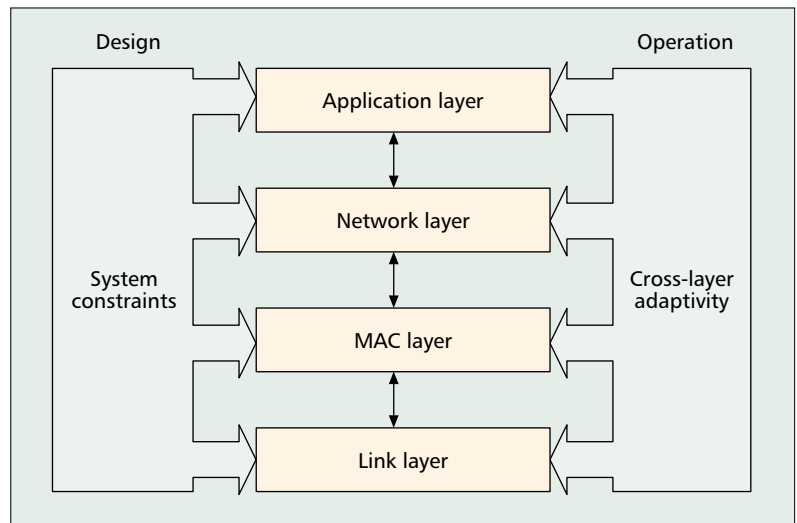 Design
Operation
Application layer
Network layer
System
constraints
Cross-layer
adaptivity
MAC layer
Link layer